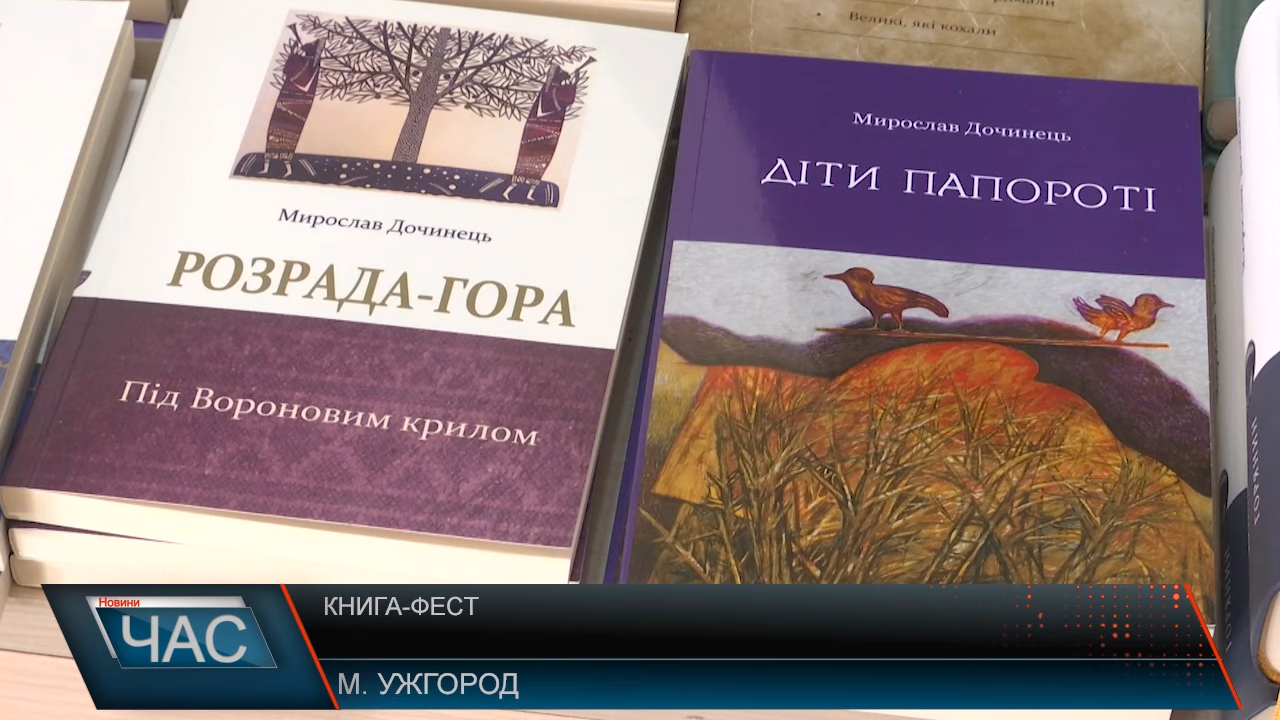 Великі, які кохали
Мирослав Дочинець
РОЗРАДА-ГОРА
Під Вороновим крилом
Мирослав Дочинець
ДІТИ ПАПОРОТІ
Новини
ЧАС
КНИГА-ФЕСТ
М. УЖГОРОД